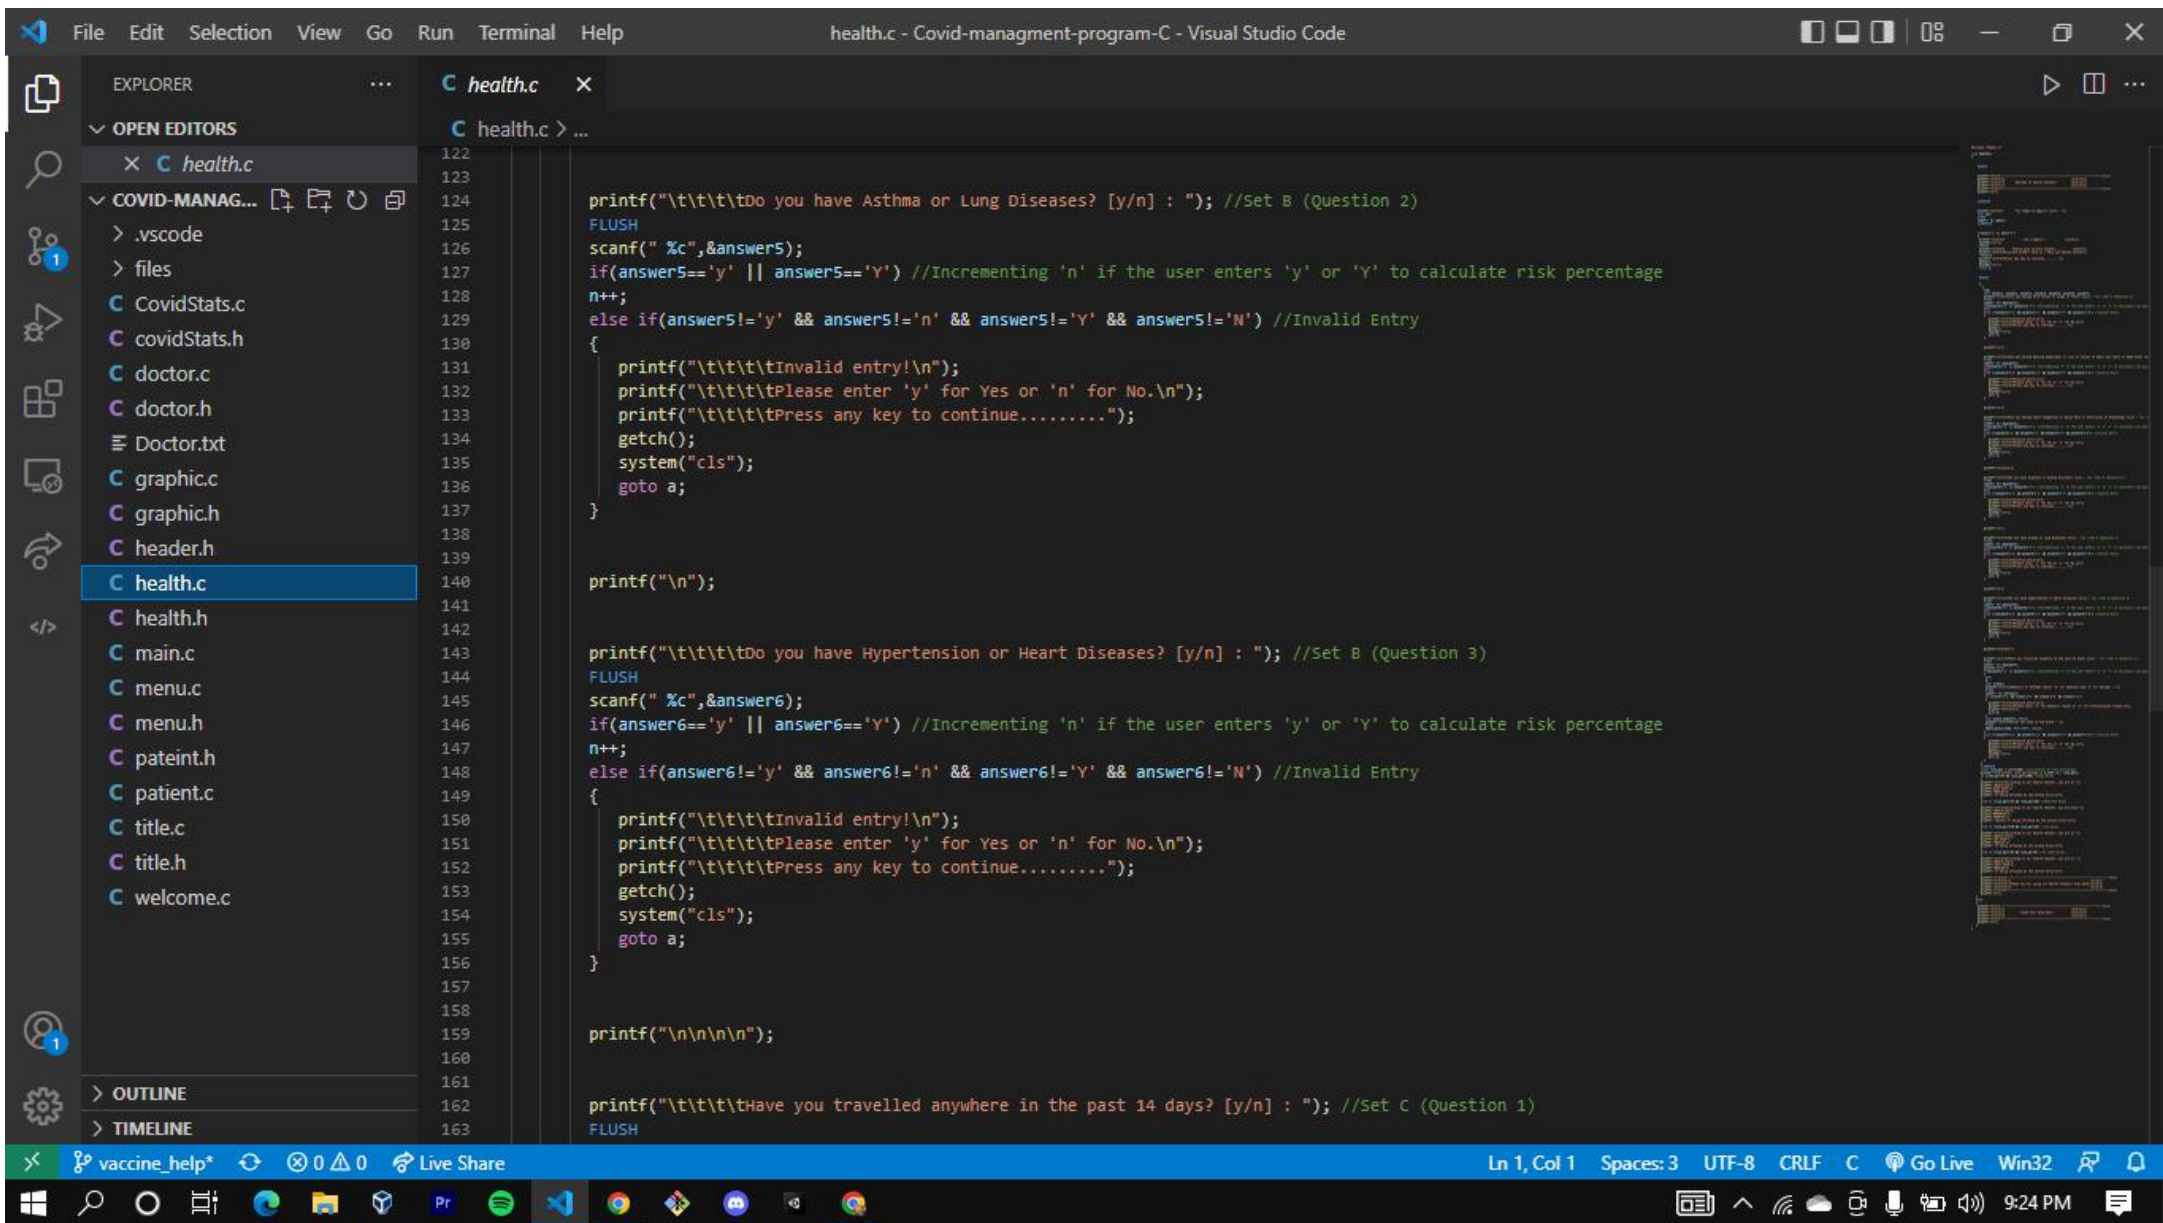 File Edit Selection View Go Run Terminal Help health.c - Covid-managment-program-C - Visual Studio Code
EXPLORER
OPEN EDITORS
health.c
COVID-MANAG...
.vscode
files
CovidStats.c
covidStats.h
doctor.c
doctor.h
Doctor.txt
graphic.c
graphic.h
header.h
health.c
health.h
main.c
menu.c
menu.h
pateint.h
patient.c
title.c
title.h
welcome.c
OUTLINE
TIMELINE
C health.c
C health.c > ...
122
123
124 printf("\t\t\t\tDo you have Asthma or Lung Diseases? [y/n] : "); //Set B (Question 2)
125 FLUSH
126 scanf(" %c",&answer5);
127 if(answer5=='y' || answer5=='Y') //Incrementing 'n' if the user enters 'y' or 'Y' to calculate risk percentage
128 n++;
129 else if(answer5!='y' && answer5!='n' && answer5!='Y' && answer5!='N') //Invalid Entry
130 {
131 printf("\t\t\t\tInvalid entry!\n");
132 printf("\t\t\t\tPlease enter 'y' for Yes or 'n' for No.\n");
133 printf("\t\t\t\tPress any key to continue.........");
134 getch();
135 system("cls");
136 goto a;
137 }
138
139
140 printf("\n");
141
142
143 printf("\t\t\t\tDo you have Hypertension or Heart Diseases? [y/n] : "); //Set B (Question 3)
144 FLUSH
145 scanf(" %c",&answer6);
146 if(answer6=='y' || answer6=='Y') //Incrementing 'n' if the user enters 'y' or 'Y' to calculate risk percentage
147 n++;
148 else if(answer6!='y' && answer6!='n' && answer6!='Y' && answer6!='N') //Invalid Entry
149 {
150 printf("\t\t\t\tInvalid entry!\n");
151 printf("\t\t\t\tPlease enter 'y' for Yes or 'n' for No.\n");
152 printf("\t\t\t\tPress any key to continue.........");
153 getch();
154 system("cls");
155 goto a;
156 }
157
158
159 printf("\n\n\n\n");
160
161
162 printf("\t\t\t\tHave you travelled anywhere in the past 14 days? [y/n] : "); //Set C (Question 1)
163 FLUSH
vaccine_help* 0 0 Live Share Ln 1, Col 1 Spaces: 3 UTF-8 CRLF C Go Live Win32
Pr 9:24 PM